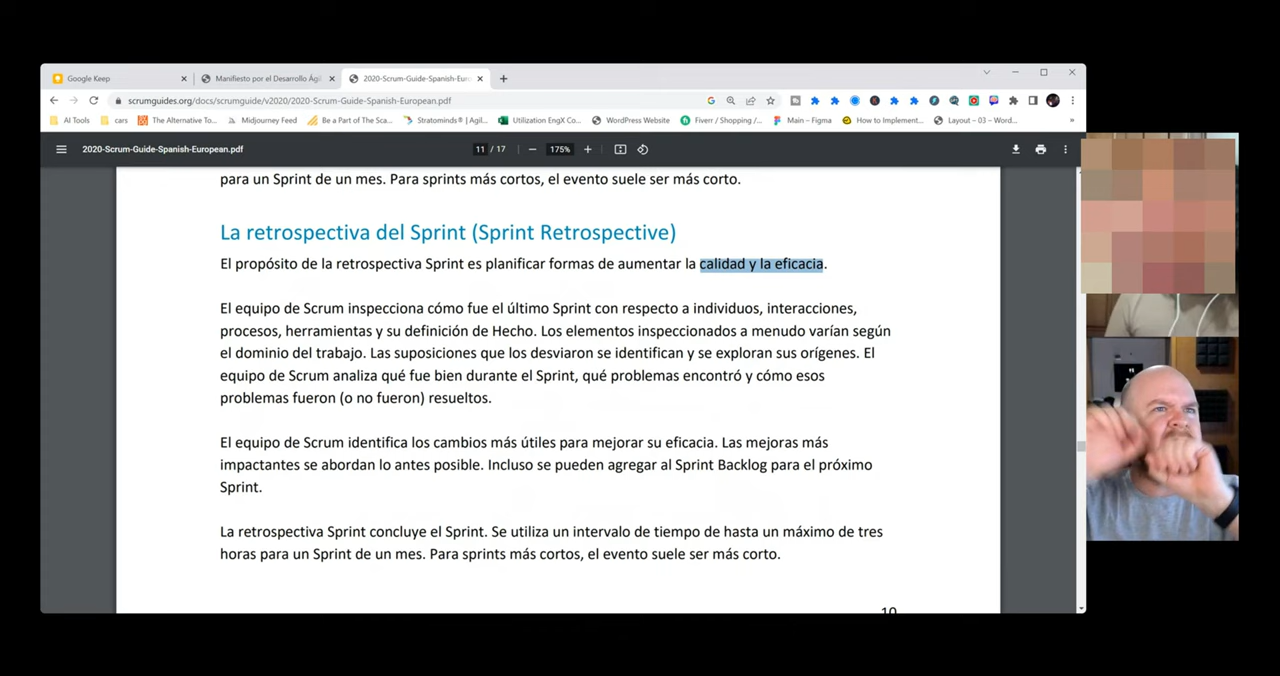 Google Keep
Manifiesto por el Desarrollo Ági
2020-Scrum-Guide-Spanish-Euro
scrumguides.org/docs/scrumguide/v2020/2020-Scrum-Guide-Spanish-European.pdf
AI Tools
cars
The Alternative To...
Midjourney Feed
Be a Part of The Sca...
Stratominds® | Agil...
Utilization EngX Co...
WordPress Website
Fiverr / Shopping /...
Main – Figma
How to Implement...
Layout – 03 – Word...
»
2020-Scrum-Guide-Spanish-European.pdf
11 / 17
175%
para un Sprint de un mes. Para sprints más cortos, el evento suele ser más corto.
La retrospectiva del Sprint (Sprint Retrospective)
El propósito de la retrospectiva Sprint es planificar formas de aumentar la calidad y la eficacia.
El equipo de Scrum inspecciona cómo fue el último Sprint con respecto a individuos, interacciones,
procesos, herramientas y su definición de Hecho. Los elementos inspeccionados a menudo varían según
el dominio del trabajo. Las suposiciones que los desviaron se identifican y se exploran sus orígenes. El
equipo de Scrum analiza qué fue bien durante el Sprint, qué problemas encontró y cómo esos
problemas fueron (o no fueron) resueltos.
El equipo de Scrum identifica los cambios más útiles para mejorar su eficacia. Las mejoras más
impactantes se abordan lo antes posible. Incluso se pueden agregar al Sprint Backlog para el próximo
Sprint.
La retrospectiva Sprint concluye el Sprint. Se utiliza un intervalo de tiempo de hasta un máximo de tres
horas para un Sprint de un mes. Para sprints más cortos, el evento suele ser más corto.
10